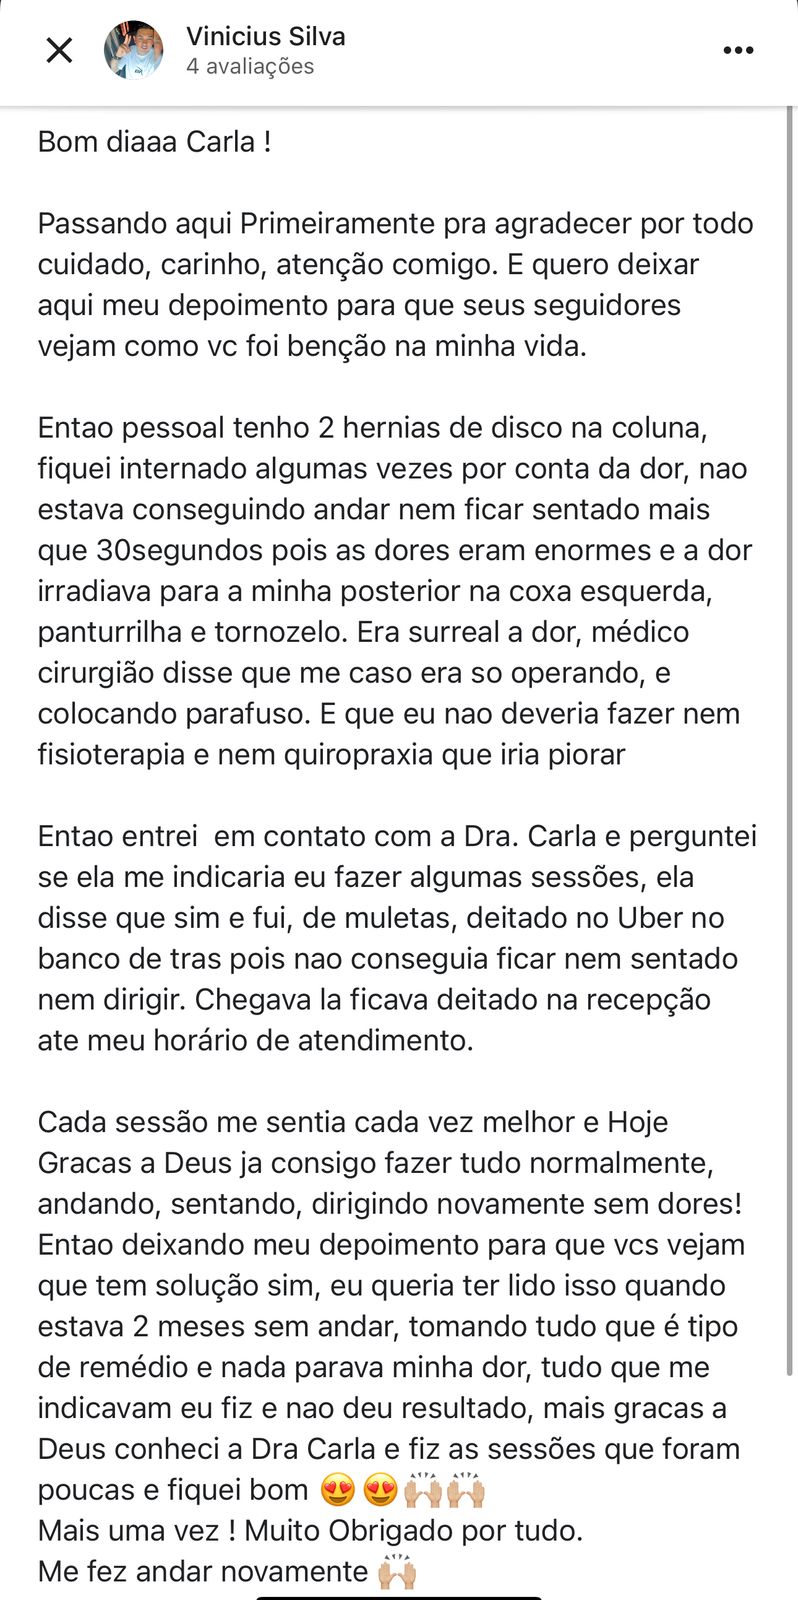 Vinicius Silva
4 avaliações
Bom diaaa Carla !
Passando aqui Primeiramente pra agradecer por todo
cuidado, carinho, atenção comigo. E quero deixar
aqui meu depoimento para que seus seguidores
vejam como vc foi benção na minha vida.
Entao pessoal tenho 2 hernias de disco na coluna,
fiquei internado algumas vezes por conta da dor, nao
estava conseguindo andar nem ficar sentado mais
que 30segundos pois as dores eram enormes e a dor
irradiava para a minha posterior na coxa esquerda,
panturrilha e tornozelo. Era surreal a dor, médico
cirurgião disse que me caso era so operando, e
colocando parafuso. E que eu nao deveria fazer nem
fisioterapia e nem quiropraxia que iria piorar
Entao entrei  em contato com a Dra. Carla e perguntei
se ela me indicaria eu fazer algumas sessões, ela
disse que sim e fui, de muletas, deitado no Uber no
banco de tras pois nao conseguia ficar nem sentado
nem dirigir. Chegava la ficava deitado na recepção
ate meu horário de atendimento.
Cada sessão me sentia cada vez melhor e Hoje
Gracas a Deus ja consigo fazer tudo normalmente,
andando, sentando, dirigindo novamente sem dores!
Entao deixando meu depoimento para que vcs vejam
que tem solução sim, eu queria ter lido isso quando
estava 2 meses sem andar, tomando tudo que é tipo
de remédio e nada parava minha dor, tudo que me
indicavam eu fiz e nao deu resultado, mais gracas a
Deus conheci a Dra Carla e fiz as sessões que foram
poucas e fiquei bom 😍😍🙌🏼🙌🏼
Mais uma vez ! Muito Obrigado por tudo.
Me fez andar novamente 🙌🏼